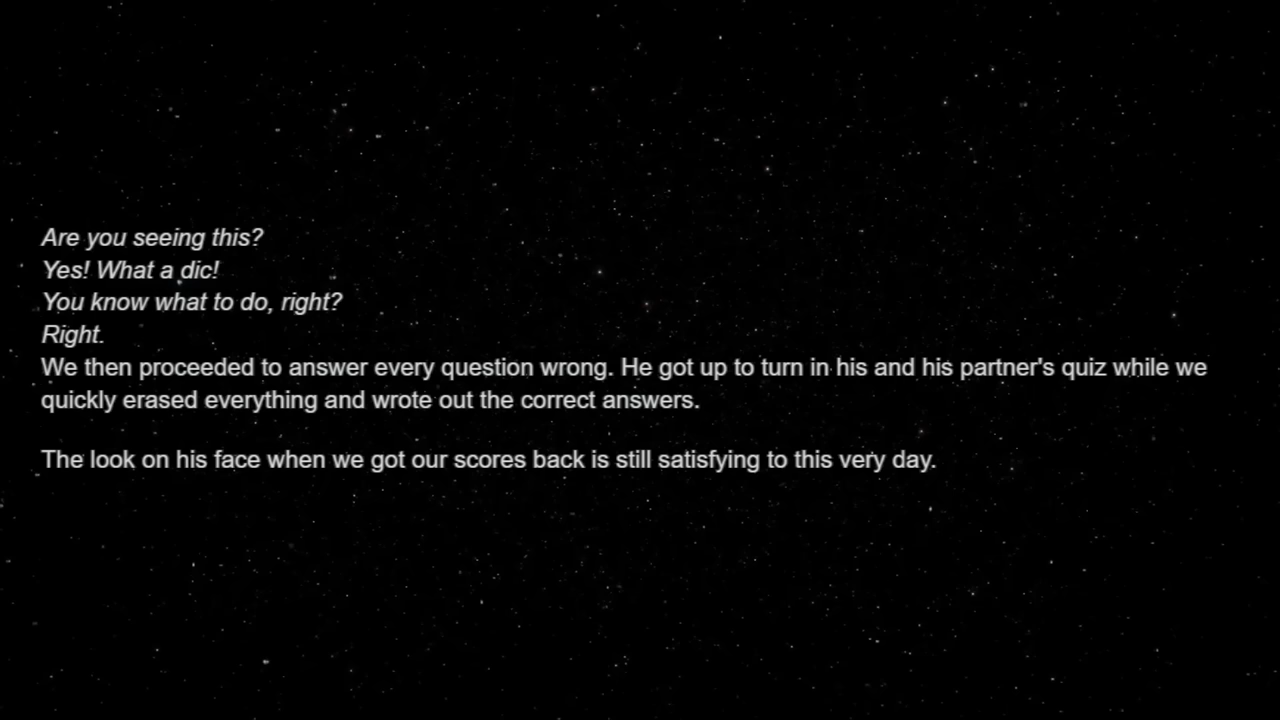 Are you seeing this?
Yes! What a dic!
You know what to do, right?
Right.
We then proceeded to answer every question wrong. He got up to turn in his and his partner's quiz while we
quickly erased everything and wrote out the correct answers.
The look on his face when we got our scores back is still satisfying to this very day.